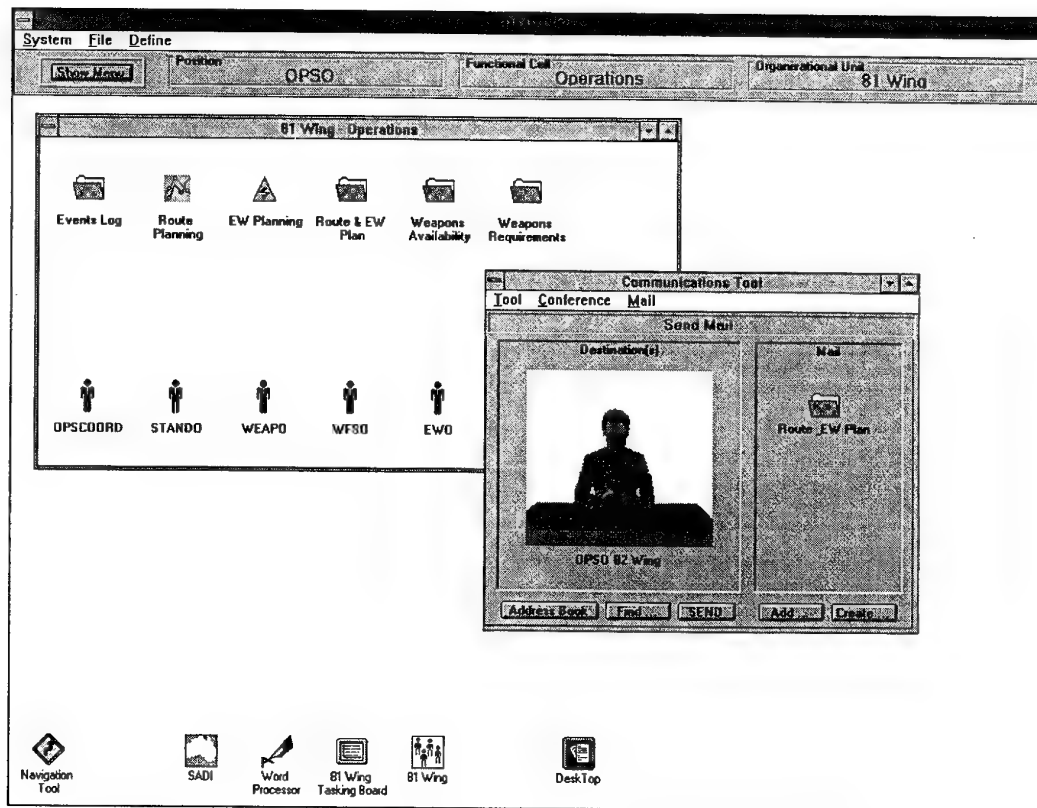 System File Define
Show Menu
Position
OPSO
Functional Cell
Operations
Organizational Unit
81 Wing
81 Wing - Operations
Events Log
Route
Planning
EW Planning
Route & EW
Plan
Weapons
Availability
Weapons
Requirements
OPSCOORD
STANDO
WEAPO
WFSO
EWO
Communications Tool
Tool Conference Mail
Send Mail
Destination(s)
Mail
Route_EW Plan
OPSO 82 Wing
Address Book
Find ...
SEND
Add ...
Create...
Navigation
Tool
SADI
Word
Processor
81 Wing
Tasking Board
81 Wing
DeskTop